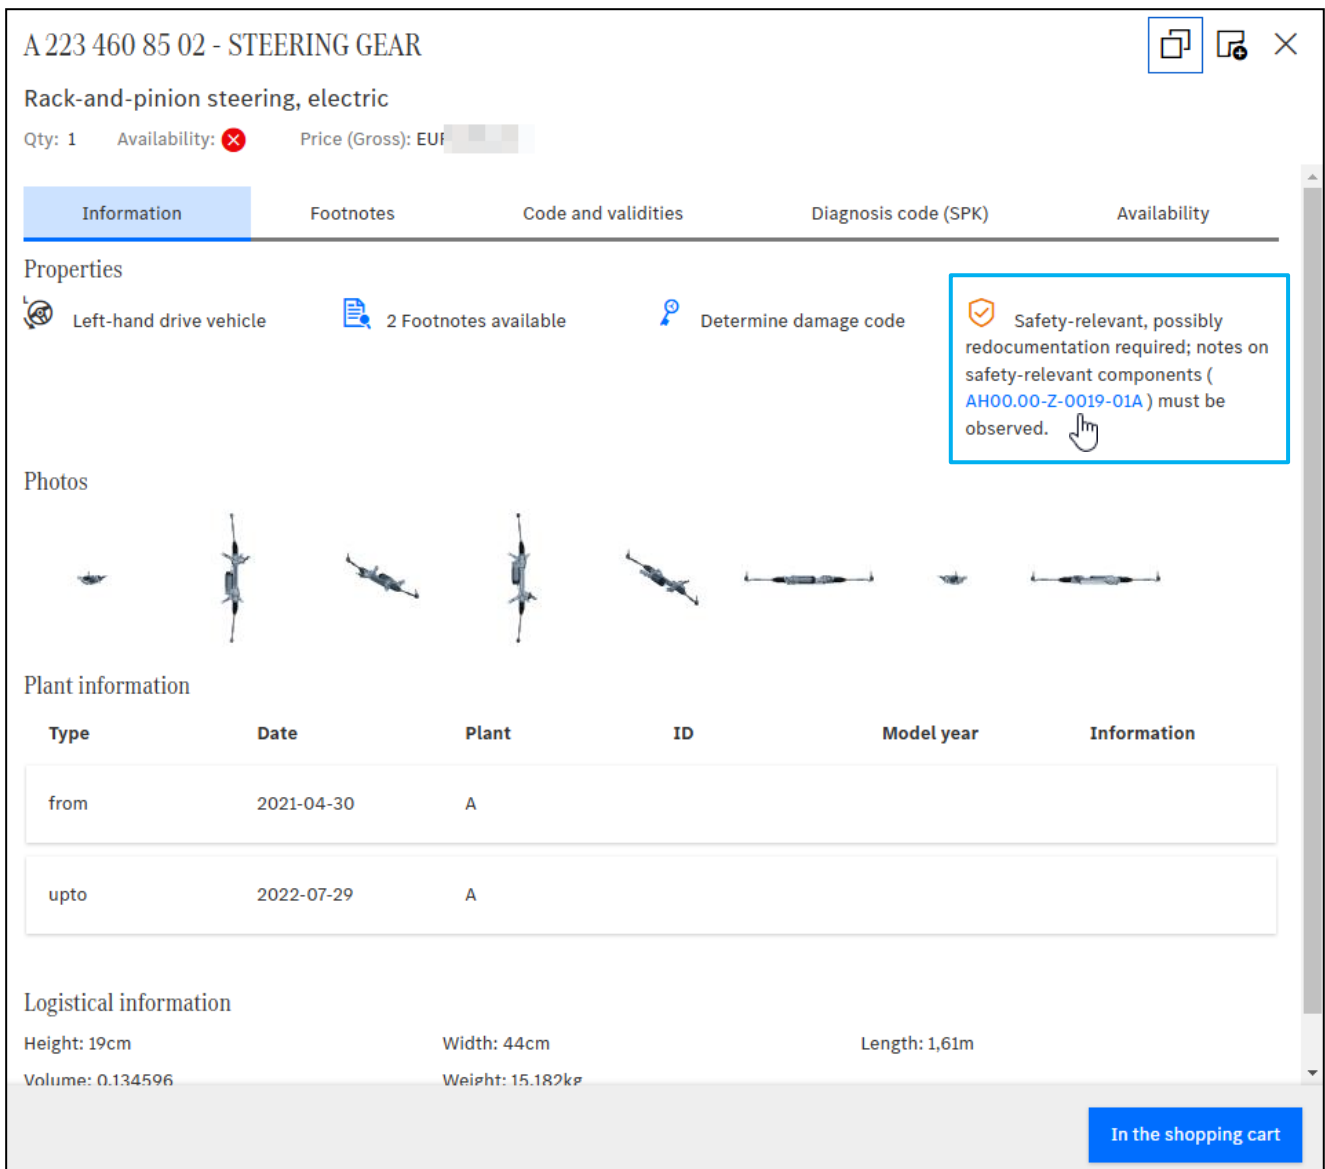 A 223 460 85 02 - STEERING GEAR
Rack-and-pinion steering, electric
Qty: 1 Availability: Price (Gross): EUR
Information Footnotes Code and validities Diagnosis code (SPK) Availability
Properties
Left-hand drive vehicle
2 Footnotes available
Determine damage code
Safety-relevant, possibly
redocumentation required; notes on
safety-relevant components (
AH00.00-Z-0019-01A ) must be
observed.
Photos
Plant information
Type Date Plant ID Model year Information
from 2021-04-30 A
upto 2022-07-29 A
Logistical information
Height: 19cm Width: 44cm Length: 1,61m
Volume: 0.134596 Weight: 15.182kg
In the shopping cart